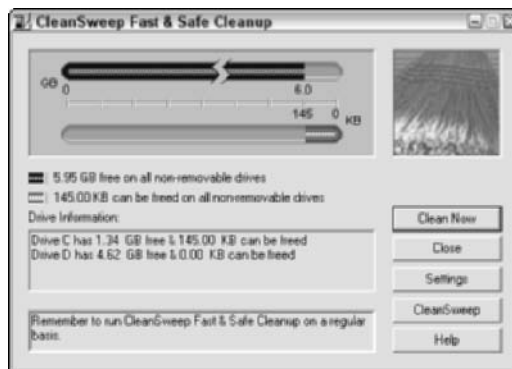 CleanSweep Fast & Safe Cleanup
GB
0
6.0
145
0
KB
5.95 GB free on all non-removable drives
145.00 KB can be freed on all non-removable drives
Drive Information:
Drive C has 1.34 GB free & 145.00 KB can be freed
Drive D has 4.62 GB free & 0.00 KB can be freed
Remember to run CleanSweep Fast & Safe Cleanup on a regular
basis.
Clean Now
Close
Settings
CleanSweep
Help